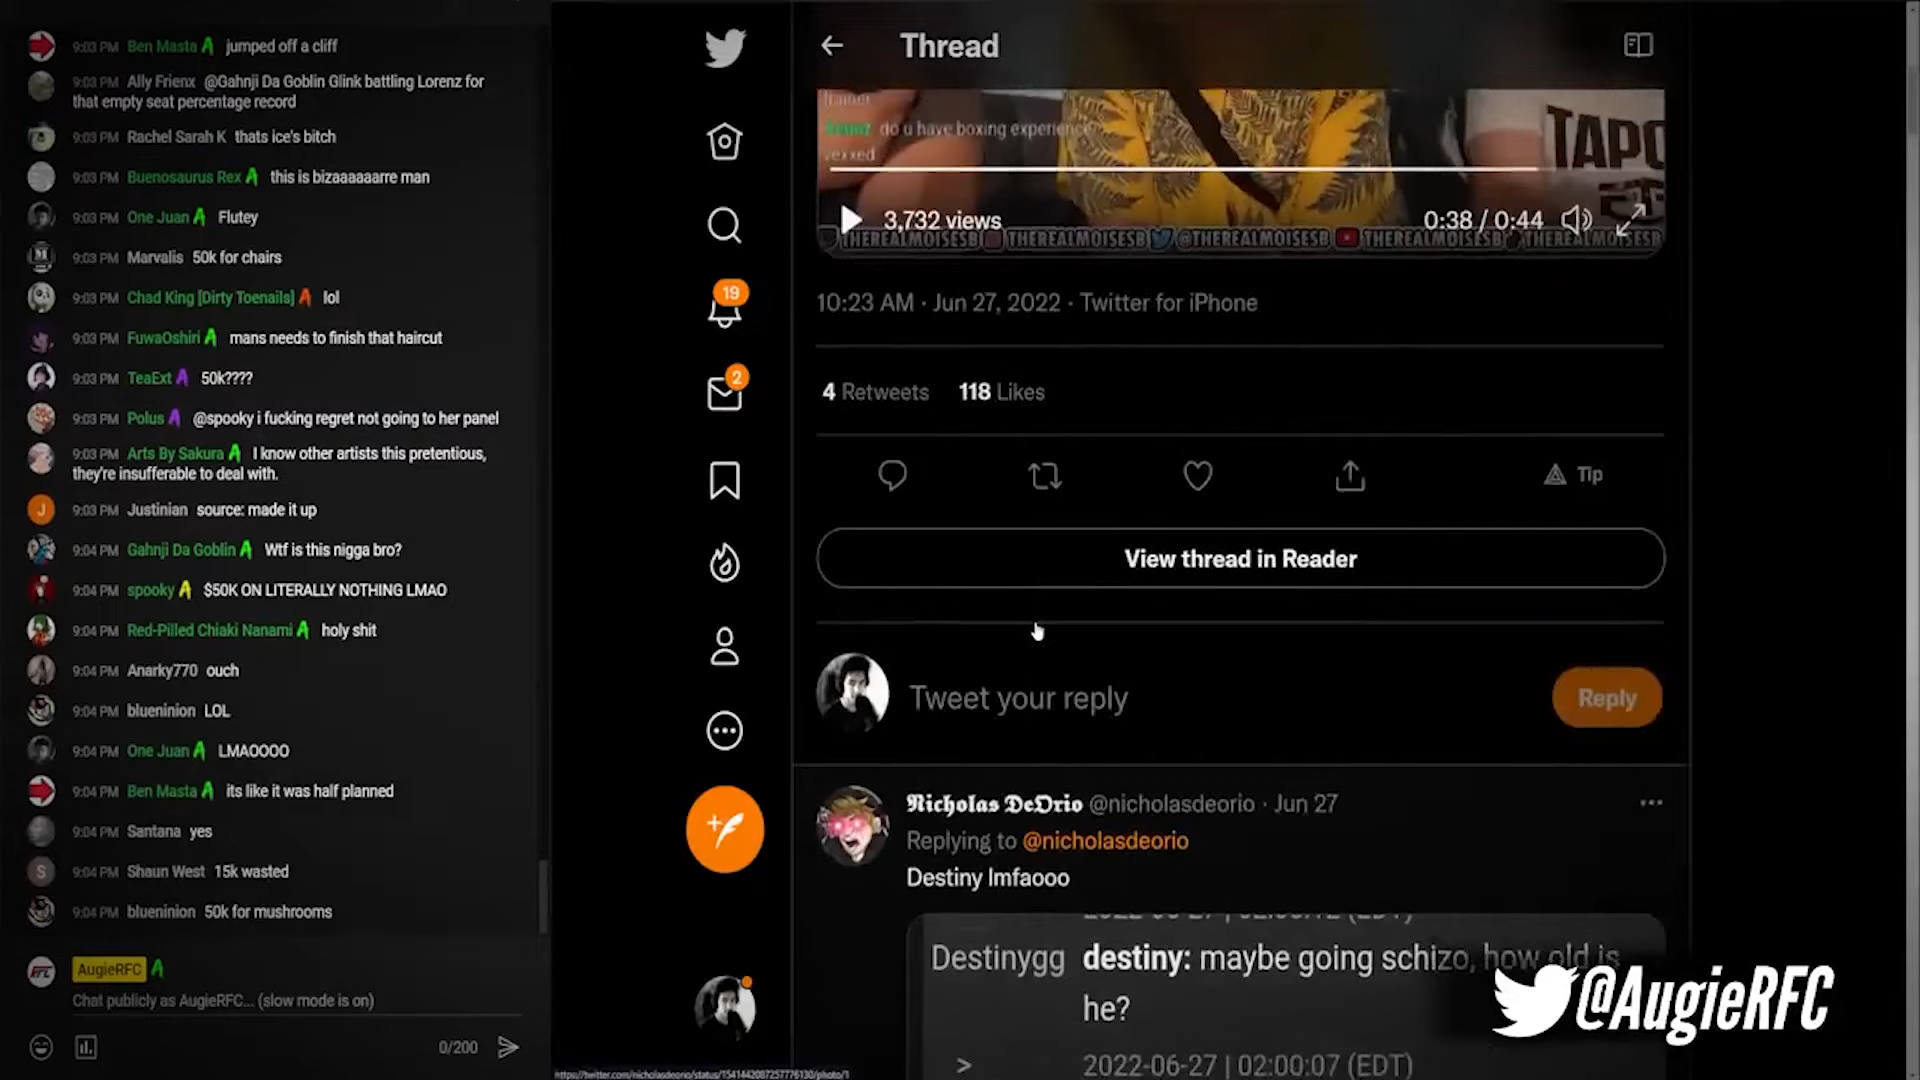 9:03 PM Ben Masta jumped off a cliff
9:03 PM Ally Frienx @Gahnji Da Goblin Glink battling Lorenz for
that empty seat percentage record
9:03 PM Rachel Sarah K thats ice's bitch
9:03 PM Buenosaurus Rex this is bizaaaaaarre man
9:03 PM One Juan Flutey
9:03 PM Marvalis 50k for chairs
9:03 PM Chad King [Dirty Toenails] lol
9:03 PM FuwaOshiri mans needs to finish that haircut
9:03 PM TeaExt 50k????
9:03 PM Polus @spooky i fucking regret not going to her panel
9:03 PM Arts By Sakura I know other artists this pretentious,
they're insufferable to deal with.
J
9:03 PM Justinian source: made it up
9:04 PM Gahnji Da Goblin Wtf is this nigga bro?
9:04 PM spooky $50K ON LITERALLY NOTHING LMAO
9:04 PM Red-Pilled Chiaki Nanami holy shit
9:04 PM Anarky770 ouch
9:04 PM blueninion LOL
9:04 PM One Juan LMAOOOO
9:04 PM Ben Masta its like it was half planned
9:04 PM Santana yes
S
9:04 PM Shaun West 15k wasted
9:04 PM blueninion 50k for mushrooms
RFC
AugieRFC
Chat publicly as AugieRFC... (slow mode is on)
0/200
19
2
Thread
do u have boxing experience
vexxed
TAPO
3,732 views
0:38 / 0:44
THEREALMOISESB THEREALMOISESB @THEREALMOISESB THEREALMOISESB THEREALMOISESB
10:23 AM · Jun 27, 2022 · Twitter for iPhone
4 Retweets 118 Likes
Tip
View thread in Reader
Tweet your reply
Reply
Nicholas DeOrio @nicholasdeorio · Jun 27
Replying to @nicholasdeorio
Destiny lmfaooo
Destinygg destiny: maybe going schizo, how old is
he?
> 2022-06-27 | 02:00:07 (EDT)
@AugieRFC
https://twitter.com/nicholasdeorio/status/1541442087257776130/photo/1